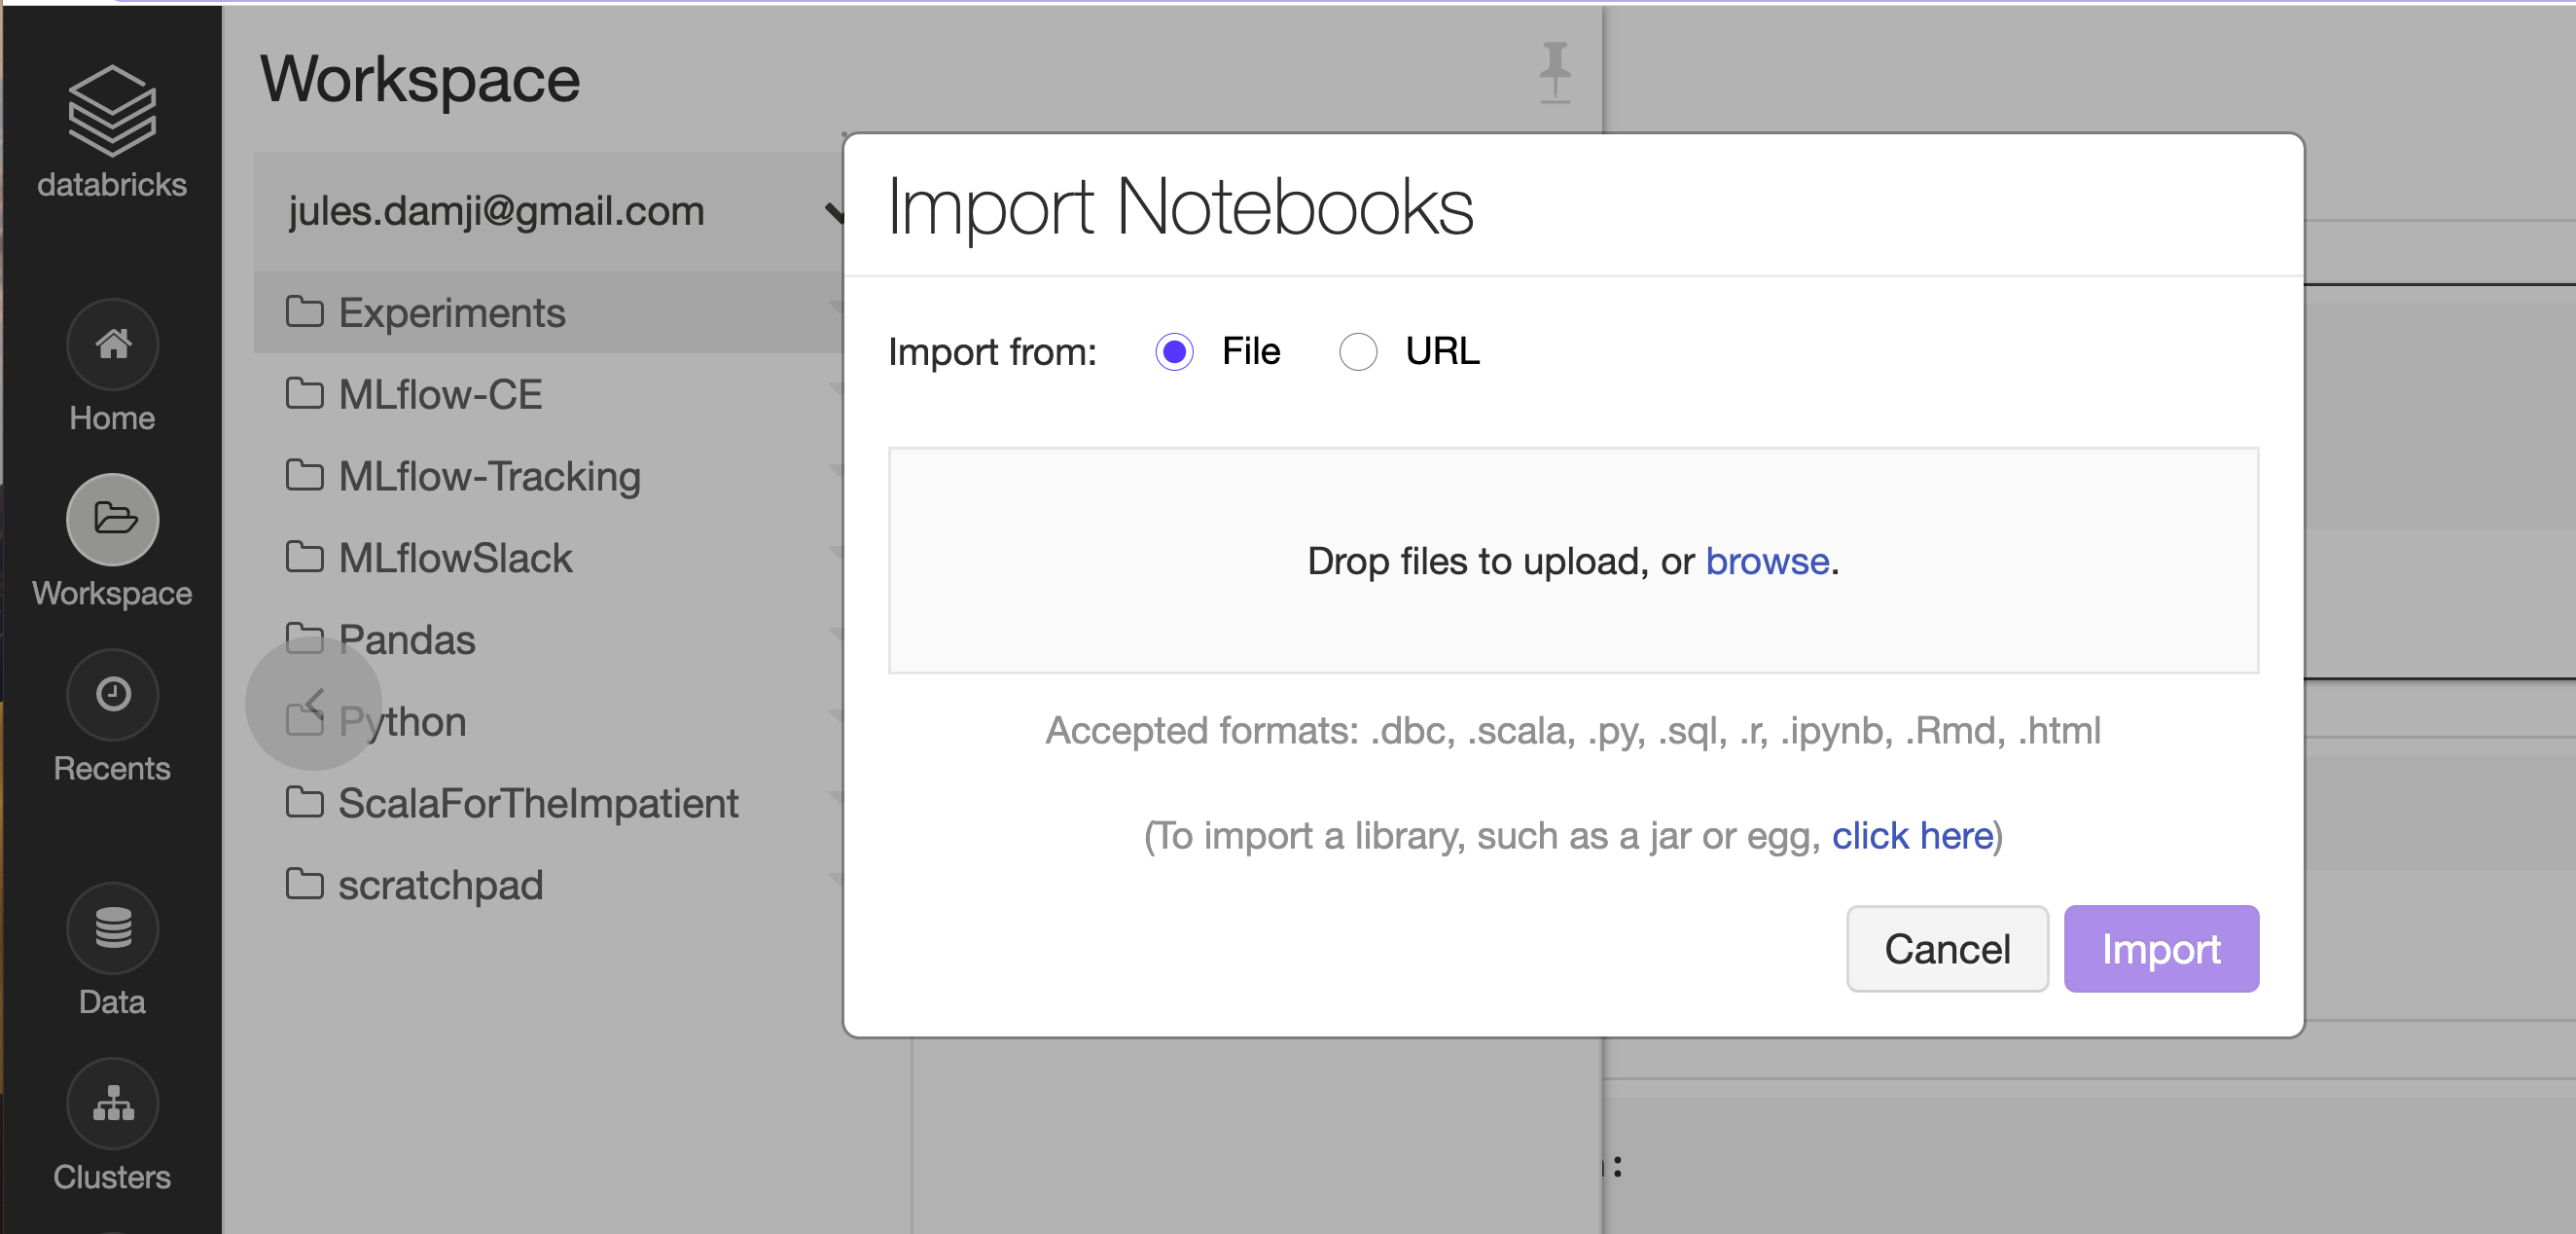 databricks
Home
Workspace
Recents
Data
Clusters
Workspace
jules.damji@gmail.com
Experiments
MLflow-CE
MLflow-Tracking
MLflowSlack
Pandas
Python
ScalaForTheImpatient
scratchpad
Import Notebooks
Import from: File URL
Drop files to upload, or browse.
Accepted formats: .dbc, .scala, .py, .sql, .r, .ipynb, .Rmd, .html
(To import a library, such as a jar or egg, click here)
Cancel Import